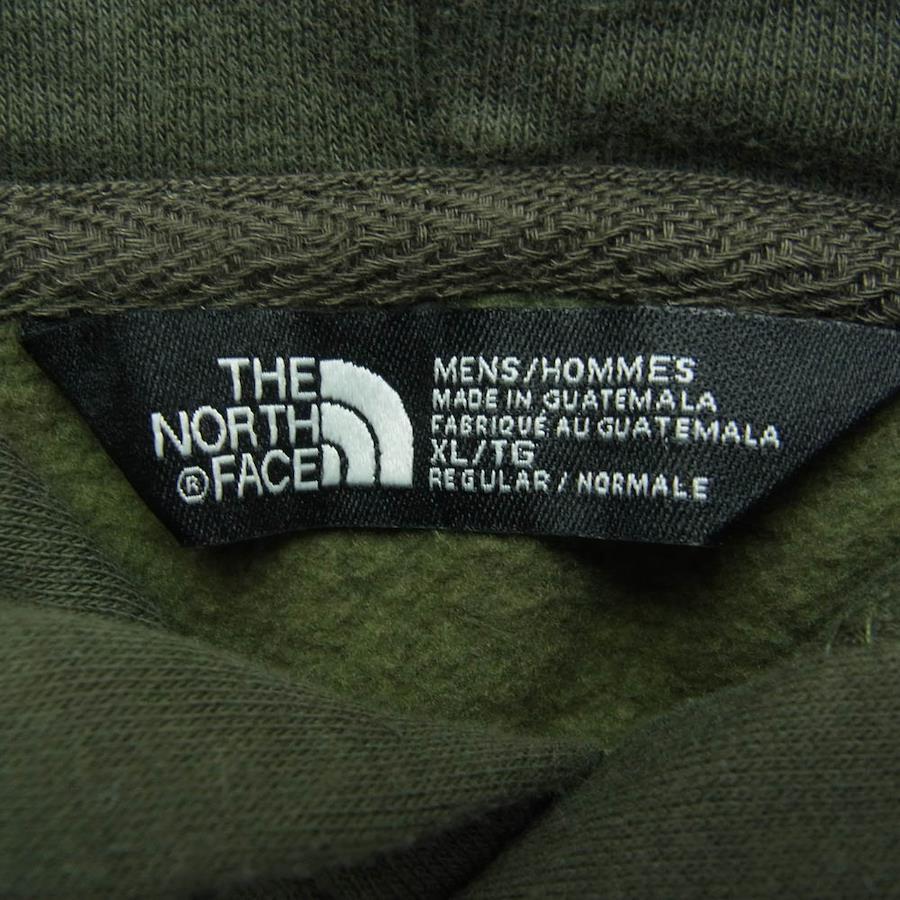 THE
NORTH
® FACE
MENS/HOMMES
MADE IN GUATEMALA
FABRIQUÉ AU GUATEMALA
XL/TG
REGULAR / NORMALE